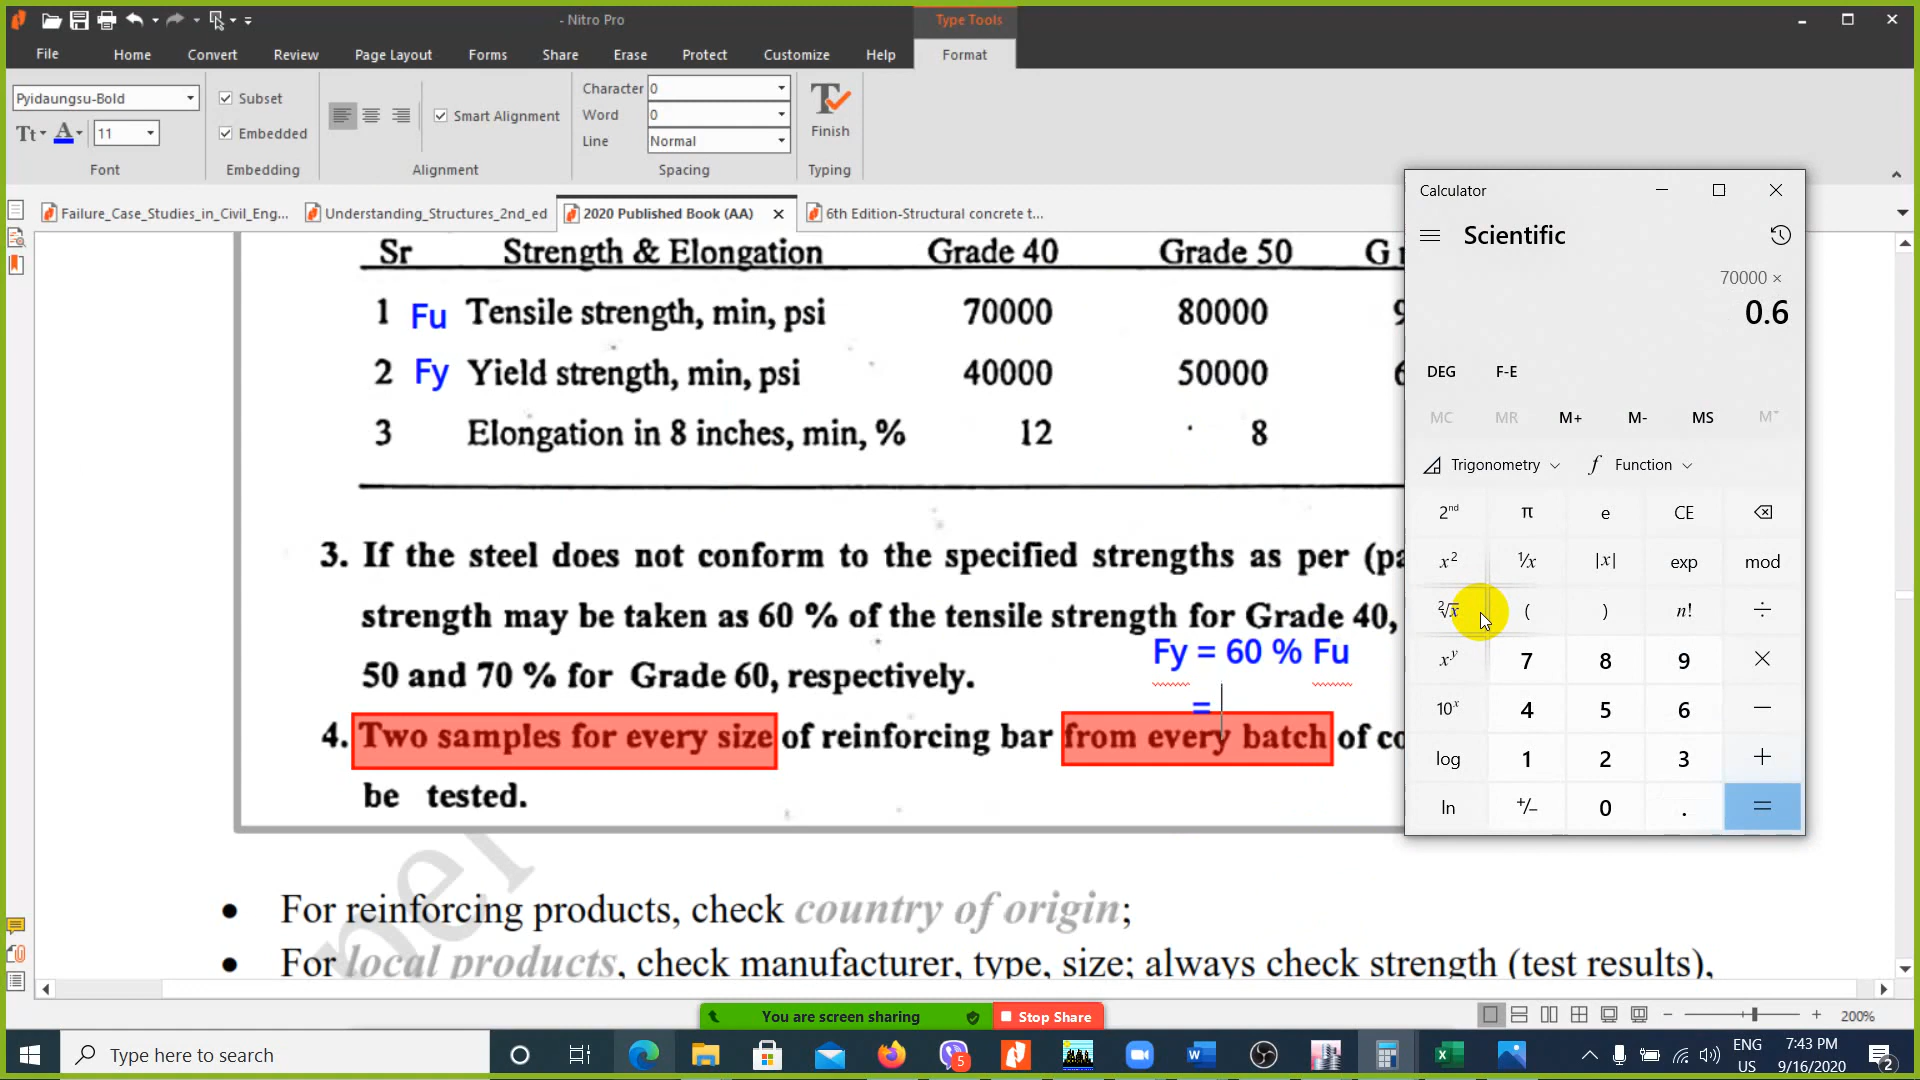 - Nitro Pro
Type Tools
File Home Convert Review Page Layout Forms Share Erase Protect Customize Help Format
Pyidaungsu-Bold
Subset
Tt A 11
Embedded
Smart Alignment
Character 0
Word 0
Line Normal
Finish
Font Embedding Alignment Spacing Typing
Failure_Case_Studies_in_Civil_Eng... Understanding_Structures_2nd_ed 2020 Published Book (AA) 6th Edition-Structural concrete t...
Sr Strength & Elongation Grade 40 Grade 50 G
1 Fu Tensile strength, min, psi 70000 80000 9
2 Fy Yield strength, min, psi 40000 50000 6
3 Elongation in 8 inches, min, % 12 8
3. If the steel does not conform to the specified strengths as per (pa
strength may be taken as 60 % of the tensile strength for Grade 40,
Fy = 60 % Fu
50 and 70 % for Grade 60, respectively.
=
4. Two samples for every size of reinforcing bar from every batch of co
be tested.
• For reinforcing products, check country of origin;
• For local products, check manufacturer, type, size; always check strength (test results),
Calculator
Scientific
70000 ×
0.6
DEG F-E
MC MR M+ M- MS M˅
Trigonometry f Function
2nd π e CE
x² ¹/x |x| exp mod
²√x ( ) n! ÷
xʸ 7 8 9 ×
10ˣ 4 5 6 −
log 1 2 3 +
ln +/− 0 . =
You are screen sharing Stop Share
200%
Type here to search
5
ENG
US
7:43 PM
9/16/2020
2